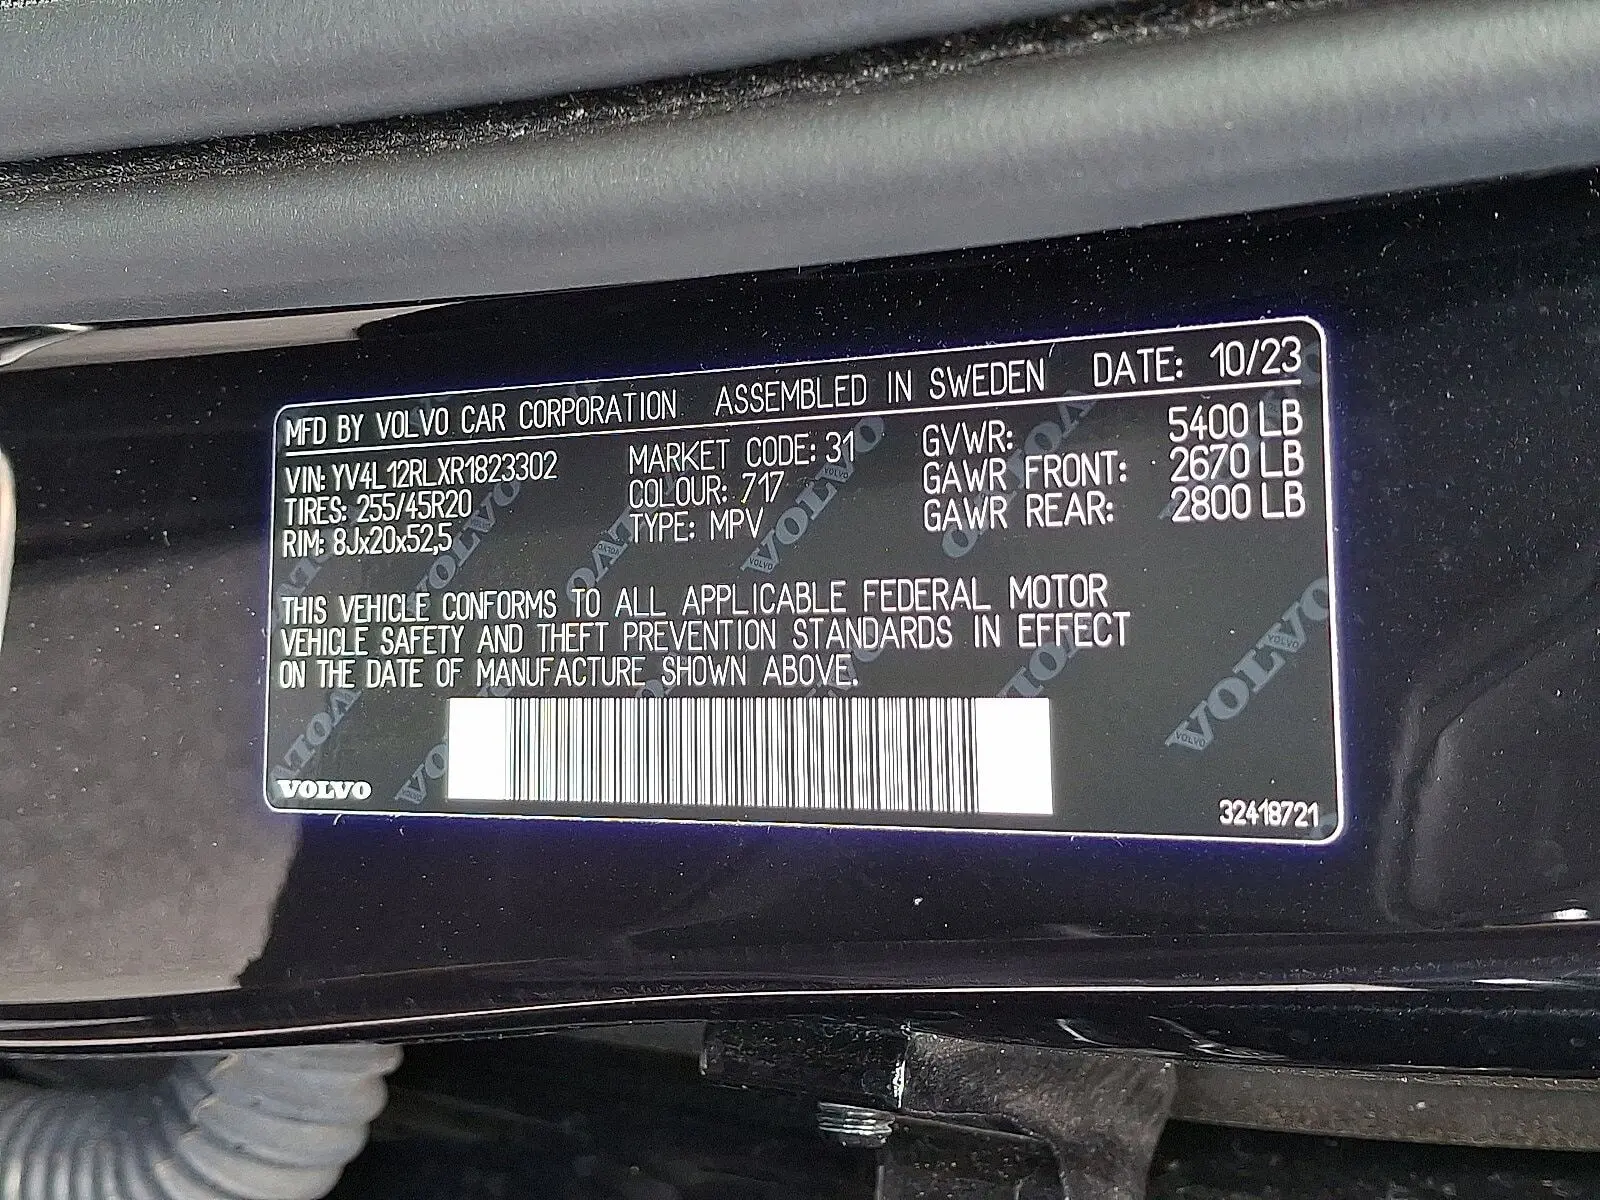 MFD BY VOLVO CAR CORPORATION ASSEMBLED IN SWEDEN DATE: 10/23
VIN: YV4L12RLXR1823302 MARKET CODE: 31 GVWR: 5400 LB
TIRES: 255/45R20 COLOUR: 717 GAWR FRONT: 2670 LB
RIM: 8Jx20x52,5 TYPE: MPV GAWR REAR: 2800 LB
THIS VEHICLE CONFORMS TO ALL APPLICABLE FEDERAL MOTOR
VEHICLE SAFETY AND THEFT PREVENTION STANDARDS IN EFFECT
ON THE DATE OF MANUFACTURE SHOWN ABOVE.
VOLVO
32418721